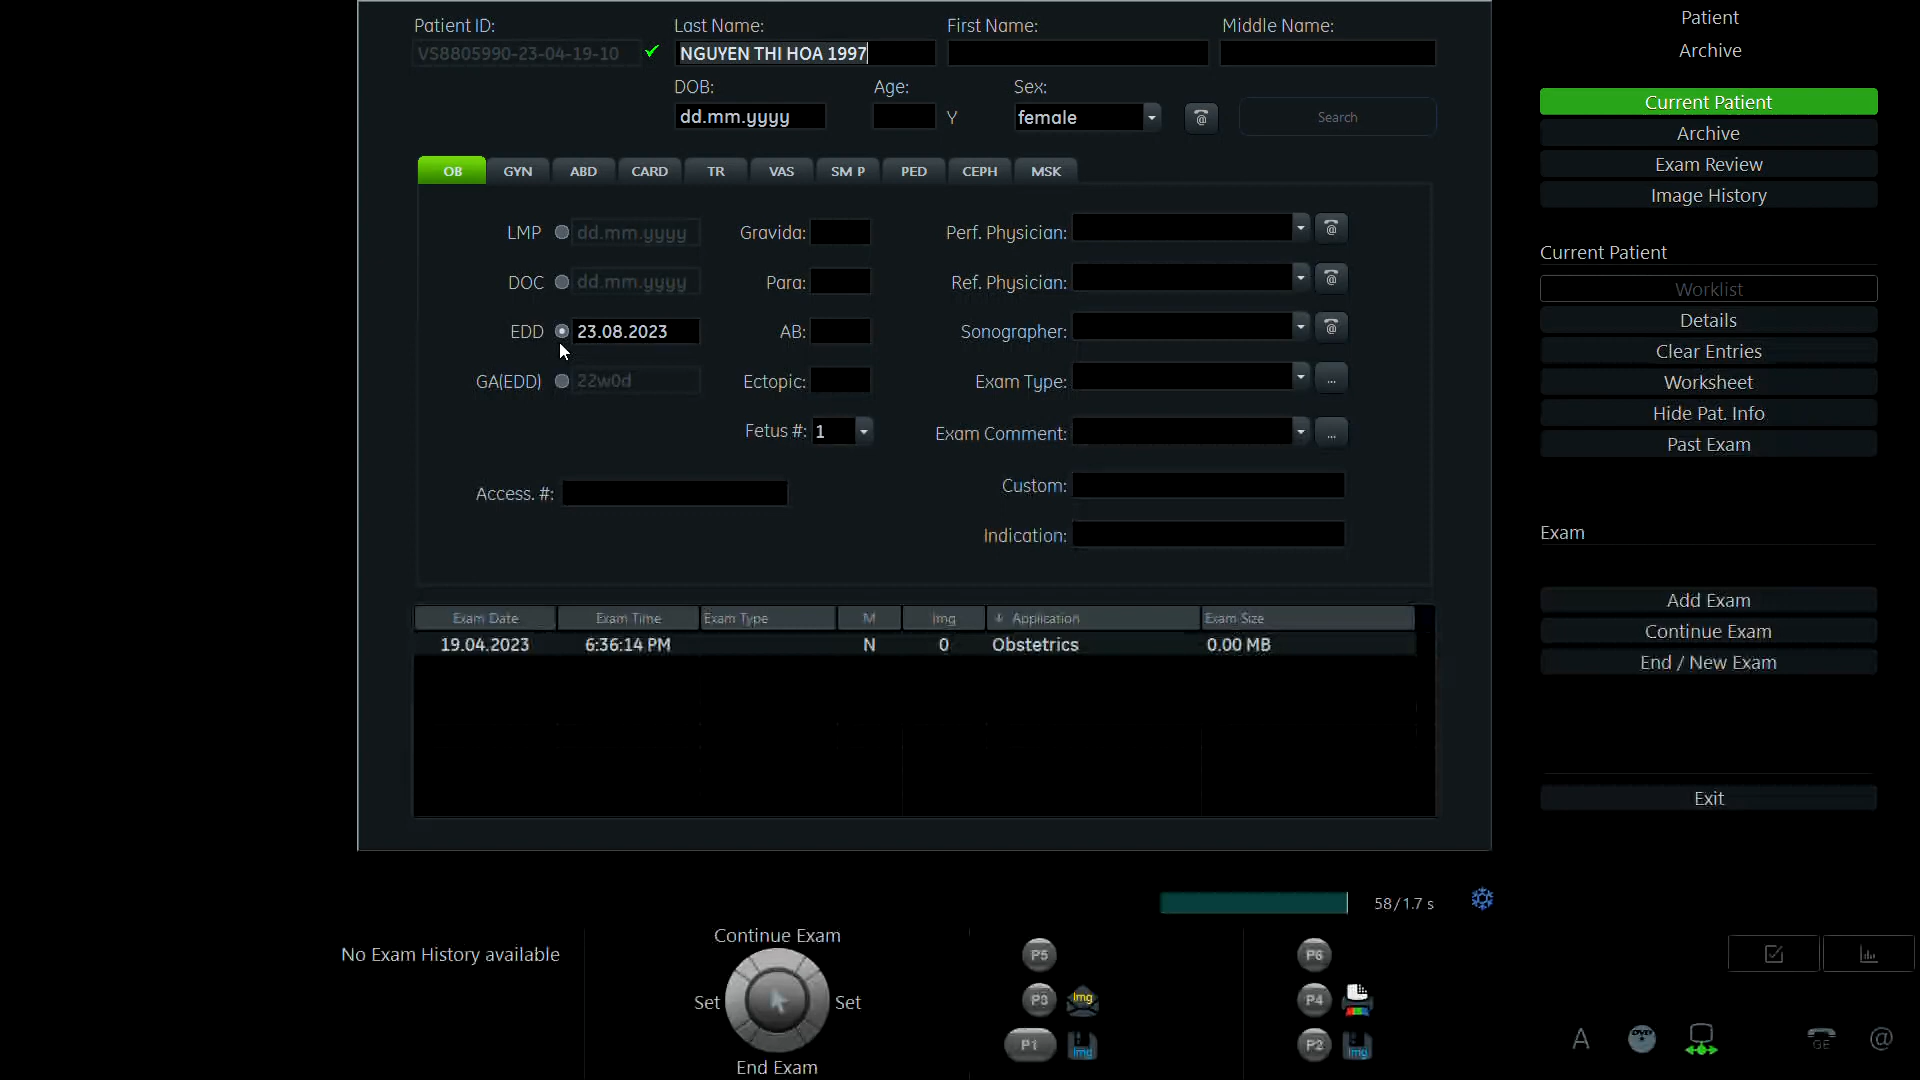 Patient ID: Last Name: First Name: Middle Name:
VS8805990-23-04-19-10 NGUYEN THI HOA 1997
DOB: Age: Sex:
dd.mm.yyyy Y female Search
OB GYN ABD CARD TR VAS SM P PED CEPH MSK
LMP dd.mm.yyyy Gravida: Perf. Physician:
DOC dd.mm.yyyy Para: Ref. Physician:
EDD 23.08.2023 AB: Sonographer:
GA(EDD) 22w0d Ectopic: Exam Type: ...
Fetus #: 1 Exam Comment: ...
Access. #: Custom:
Indication:
Exam Date Exam Time Exam Type M Img Application Exam Size
19.04.2023 6:36:14 PM N 0 Obstetrics 0.00 MB
58/1.7 s
Patient
Archive
Current Patient
Archive
Exam Review
Image History
Current Patient
Worklist
Details
Clear Entries
Worksheet
Hide Pat. Info
Past Exam
Exam
Add Exam
Continue Exam
End / New Exam
Exit
No Exam History available
Continue Exam
Set Set
End Exam
P5 P6
P3 Img P4
P1 Img P2 Img
A DVD GE @